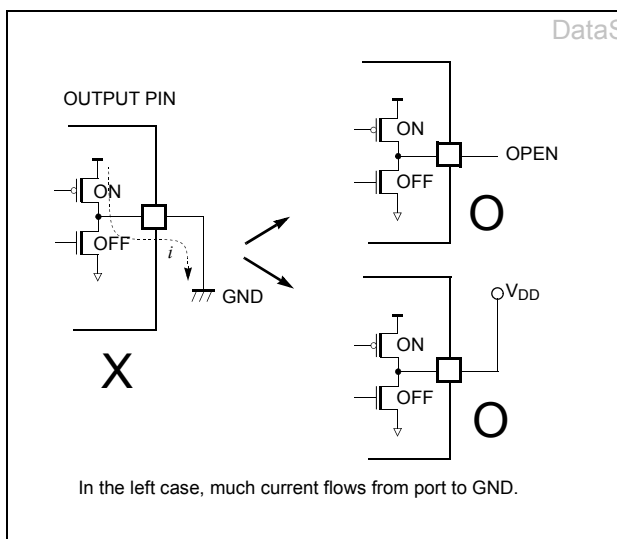 DataS
OUTPUT PIN
ON
OFF
i
GND
X
ON
OFF
OPEN
O
VDD
ON
OFF
O
In the left case, much current flows from port to GND.